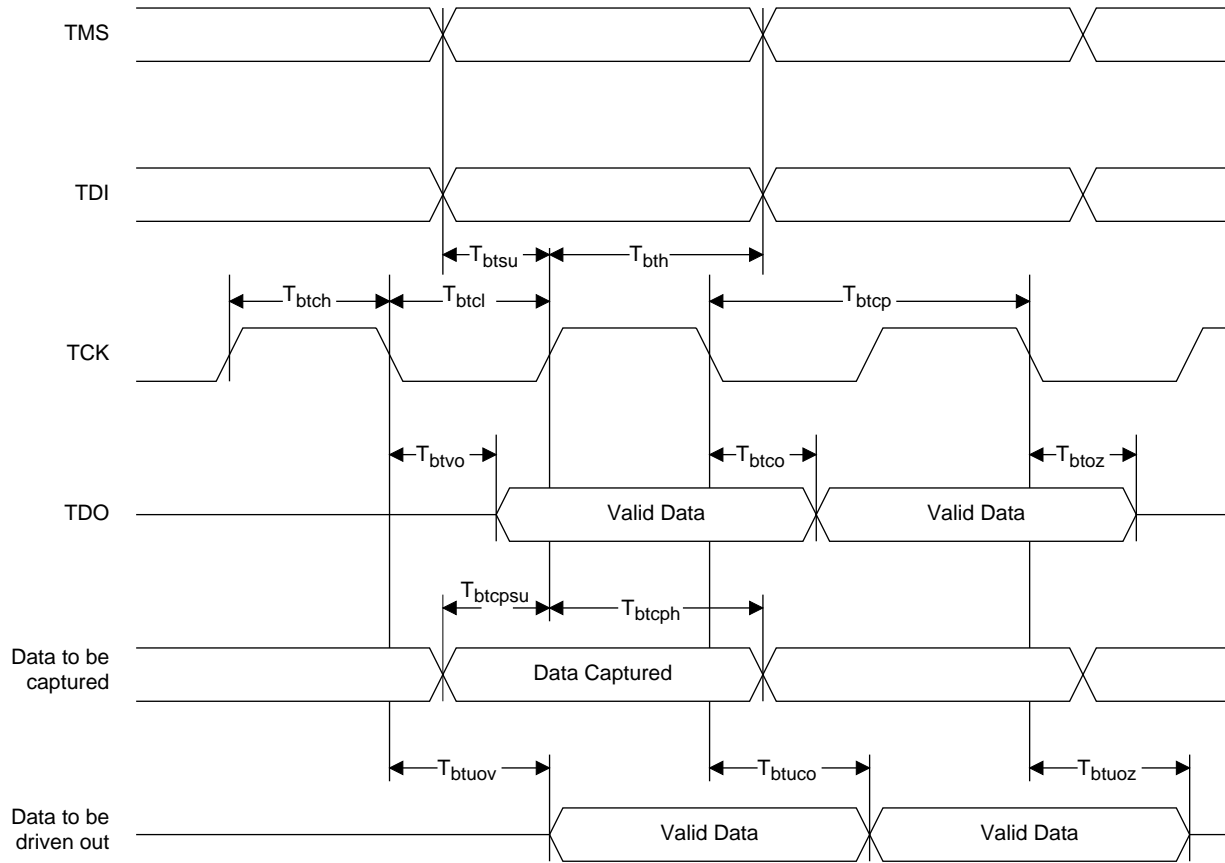 TMS
TDI
Tbtsu
Tbth
Tbtch
Tbtcl
Tbtcp
TCK
Tbtvo
Tbtco
Tbtoz
TDO
Valid Data
Valid Data
Tbtcpsu
Tbtcph
Data to be
captured
Data Captured
Tbtuov
Tbtuco
Tbtuoz
Data to be
driven out
Valid Data
Valid Data